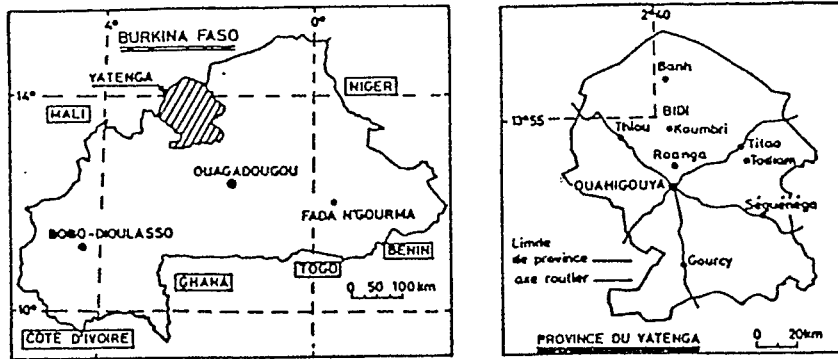 4°
0°
BURKINA FASO
YATENGA
14°
MALI
NIGER
OUAGADOUGOU
FADA N'GOURMA
BOBO-DIOULASSO
BENIN
GHANA
TOGO
0 50 100km
10°
CÔTE D'IVOIRE
2°40
Banh
13°55
BIDI
Koumbri
Thiou
Titao
Todiam
Roanga
OUAHIGOUYA
Séguénéga
Limite
de province
axe routier
Gourcy
PROVINCE DU YATENGA
0 20km